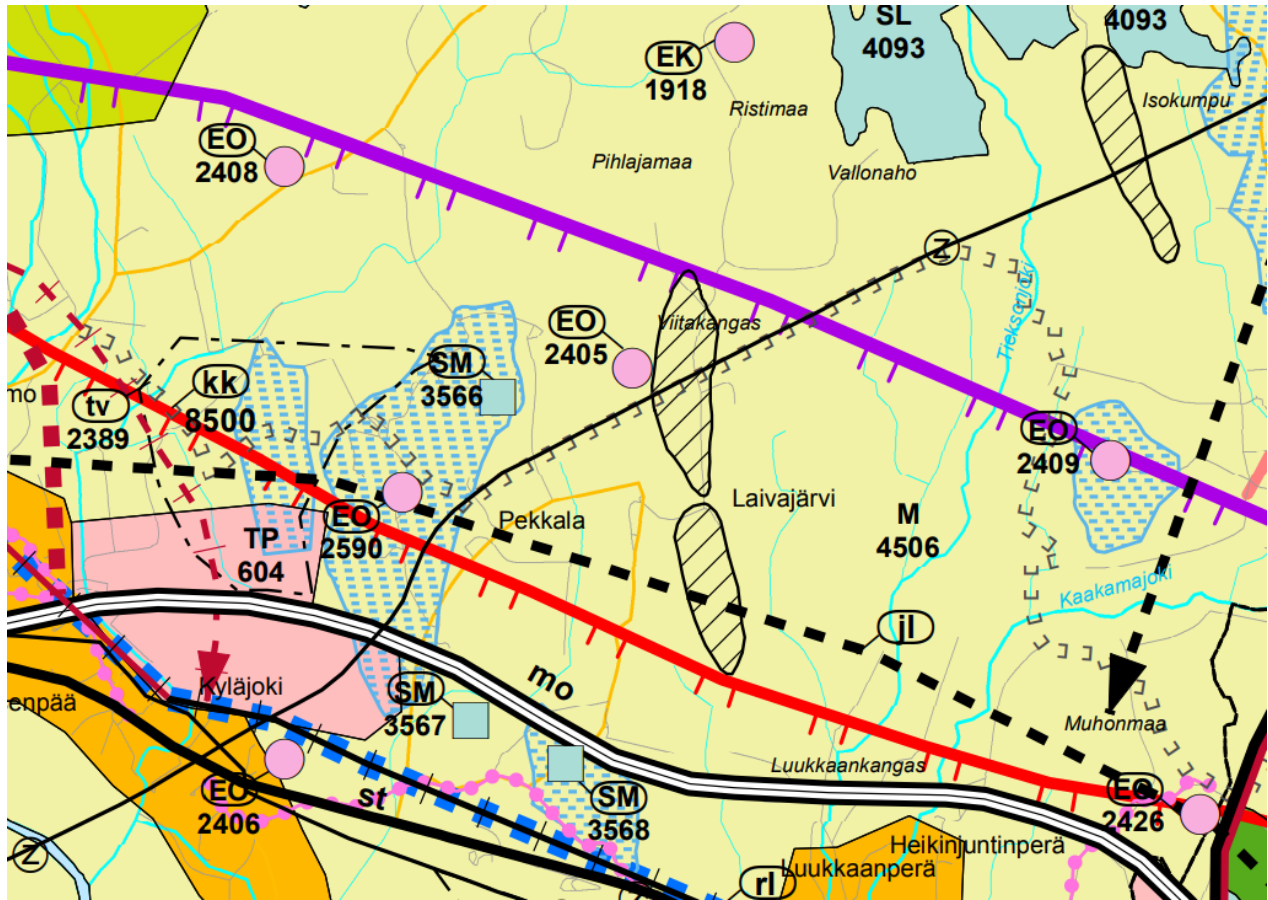 SL
4093
4093
EK
1918
Isokumpu
Ristimaa
EO
2408
Pihlajamaa
Vallonaho
Z
Tieksonjoki
EO
2405
Viitakangas
SM
3566
kk
8500
mo
tv
2389
EO
2409
Laivajärvi
M
4506
EO
2590
Pekkala
TP
604
Kaakamajoki
jl
Kyläjoki
enpää
SM
3567
mo
Muhonmaa
Luukkaankangas
EO
2406
st
SM
3568
EO
2426
Heikinjuntinperä
Luukkaanperä
Z
rl